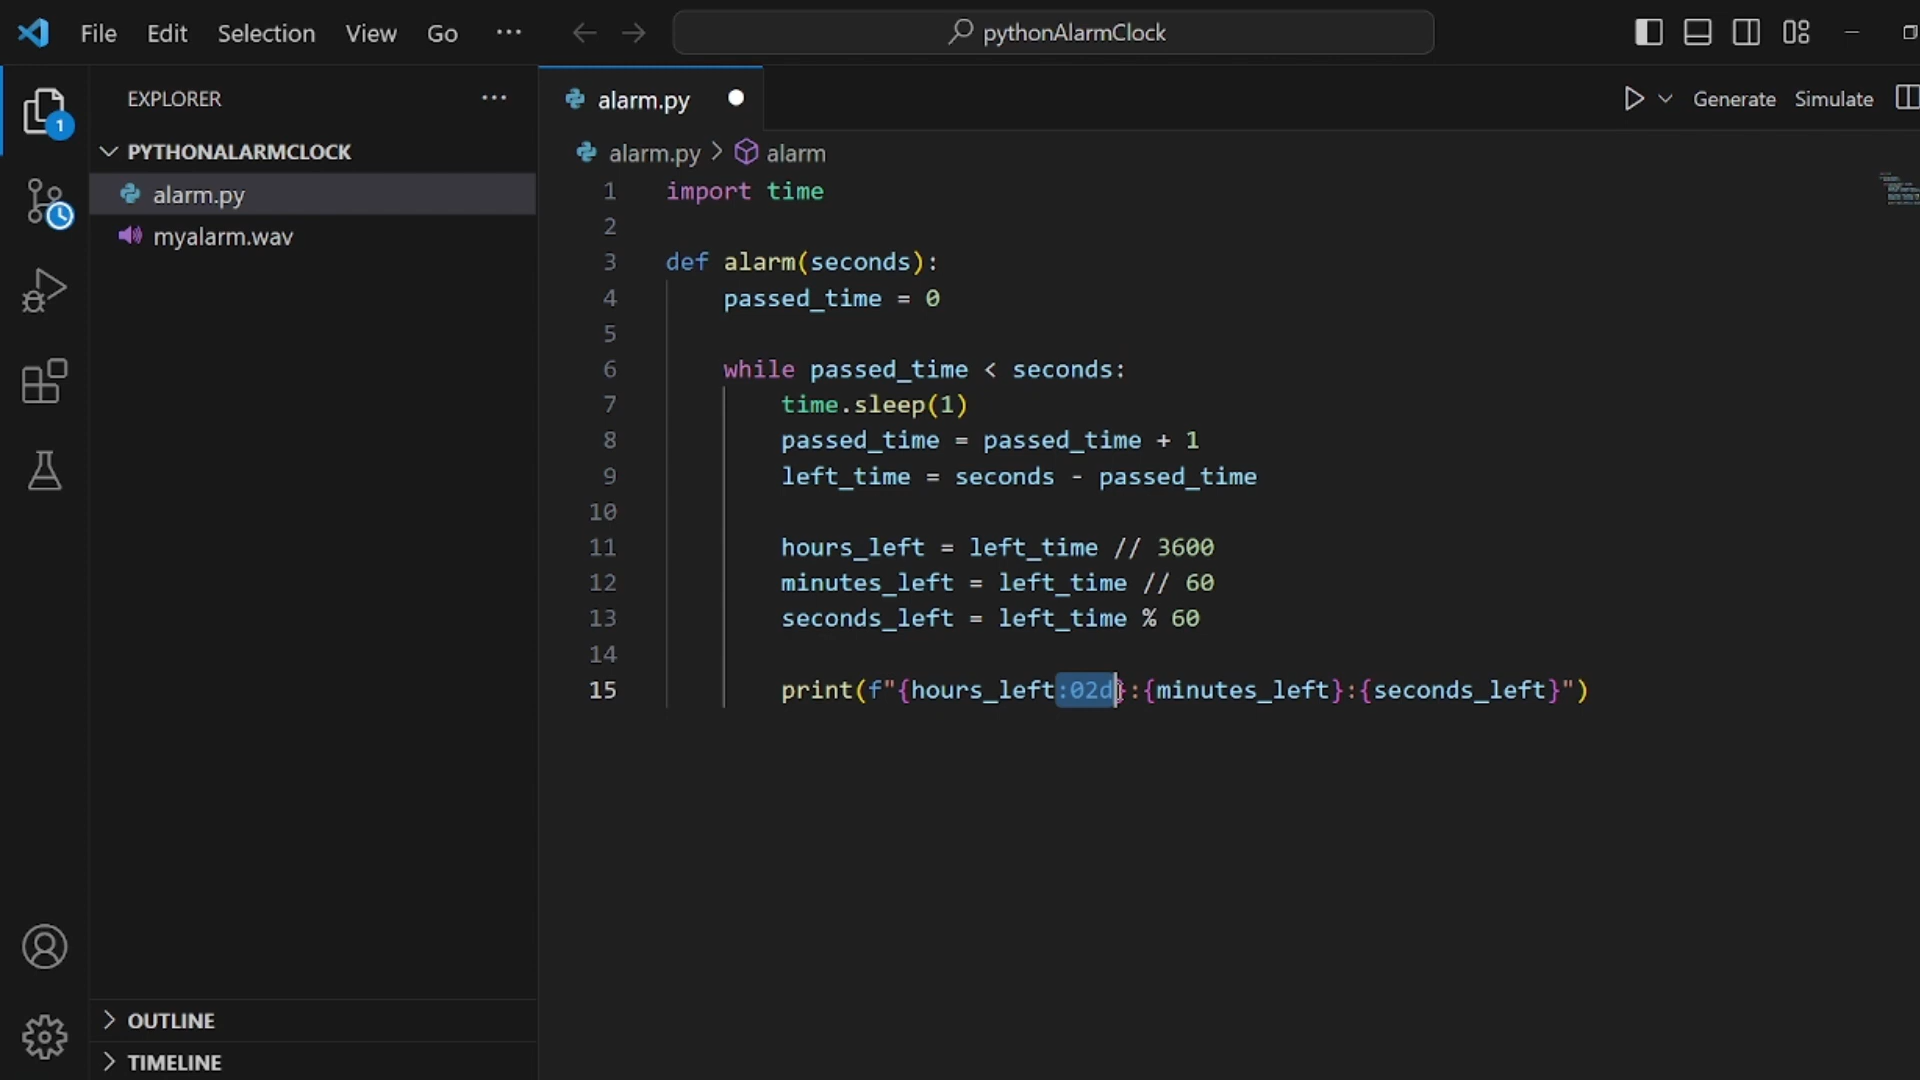 File Edit Selection View Go ··· pythonAlarmClock
EXPLORER ···
alarm.py
Generate Simulate
1
PYTHONALARMCLOCK
alarm.py > alarm
alarm.py
myalarm.wav
1 import time
2
3 def alarm(seconds):
4 passed_time = 0
5
6 while passed_time < seconds:
7 time.sleep(1)
8 passed_time = passed_time + 1
9 left_time = seconds - passed_time
10
11 hours_left = left_time // 3600
12 minutes_left = left_time // 60
13 seconds_left = left_time % 60
14
15 print(f"{hours_left:02d}:{minutes_left}:{seconds_left}")
OUTLINE
TIMELINE